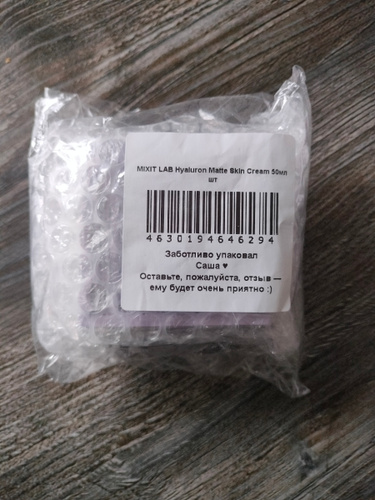 MIXIT LAB Hyaluron Matte Skin Cream 50мл
шт
4630194646294
Заботливо упаковал
Саша ♥
Оставьте, пожалуйста, отзыв —
ему будет очень приятно :)